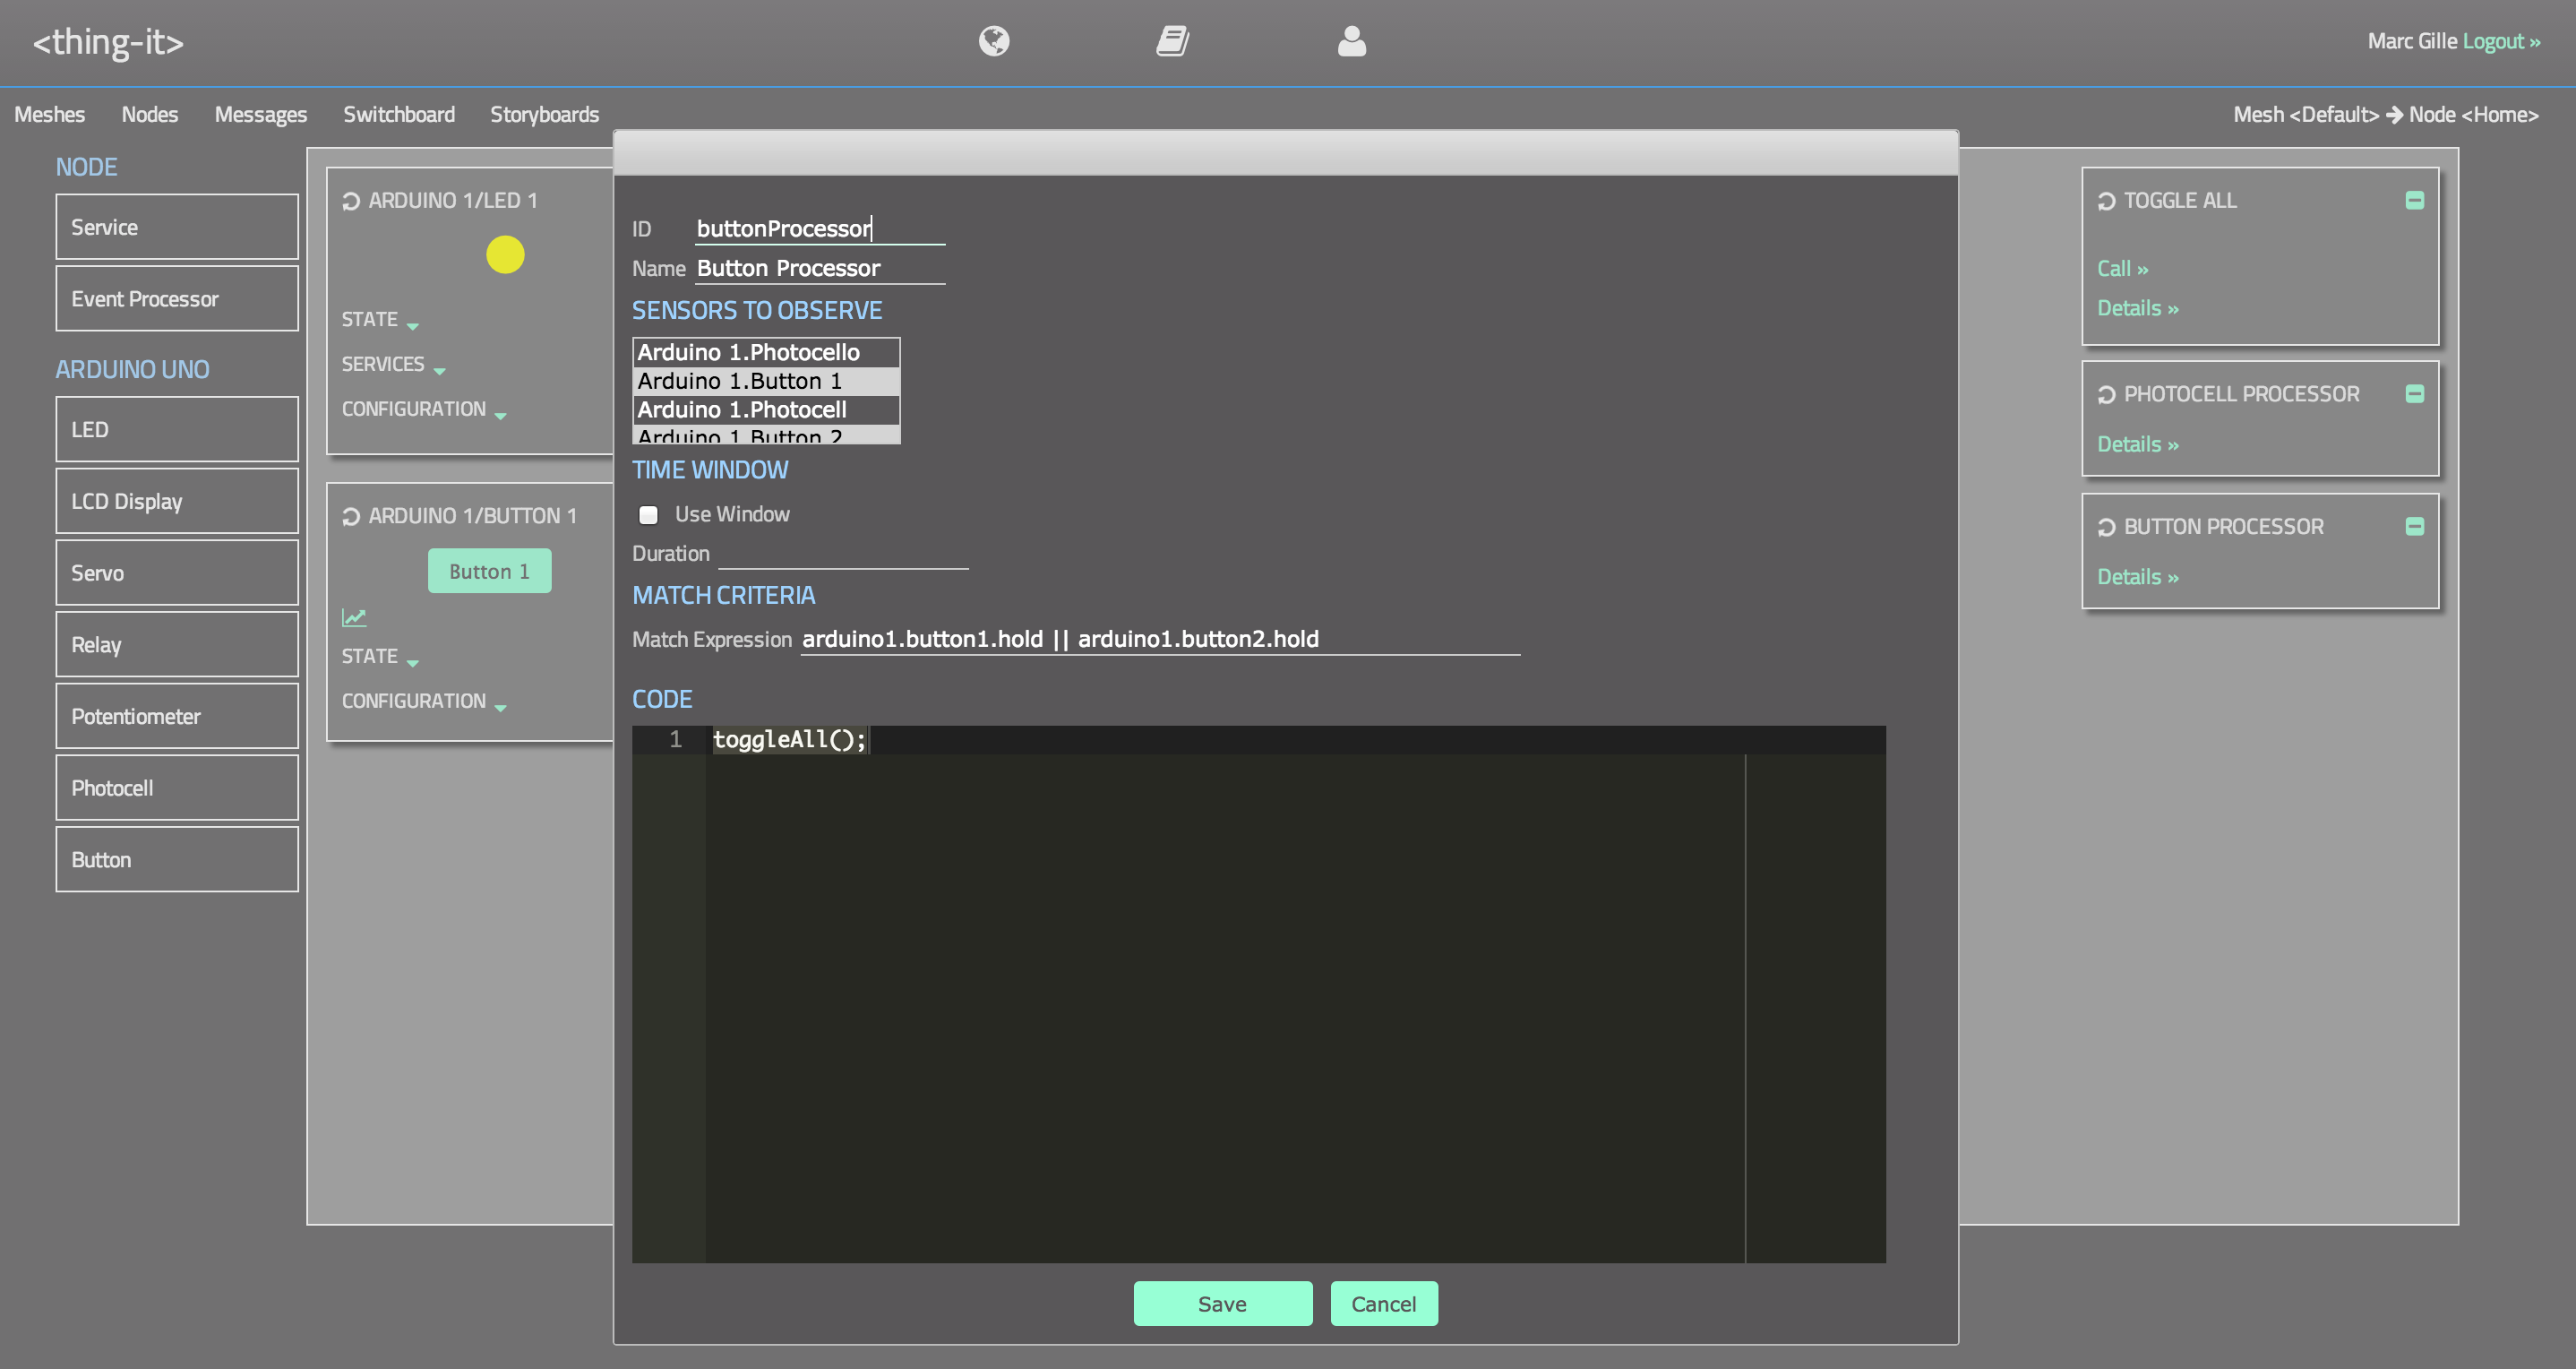 <thing-it>
Marc Gille Logout »
Meshes Nodes Messages Switchboard Storyboards
Mesh <Default> Node <Home>
NODE
Service
Event Processor
ARDUINO UNO
LED
LCD Display
Servo
Relay
Potentiometer
Photocell
Button
ARDUINO 1/LED 1
STATE
SERVICES
CONFIGURATION
ARDUINO 1/BUTTON 1
Button 1
STATE
CONFIGURATION
ID buttonProcessor
Name Button Processor
SENSORS TO OBSERVE
Arduino 1.Photocello
Arduino 1.Button 1
Arduino 1.Photocell
Arduino 1.Button 2
TIME WINDOW
Use Window
Duration
MATCH CRITERIA
Match Expression arduino1.button1.hold || arduino1.button2.hold
CODE
1 toggleAll();
Save Cancel
TOGGLE ALL
Call »
Details »
PHOTOCELL PROCESSOR
Details »
BUTTON PROCESSOR
Details »